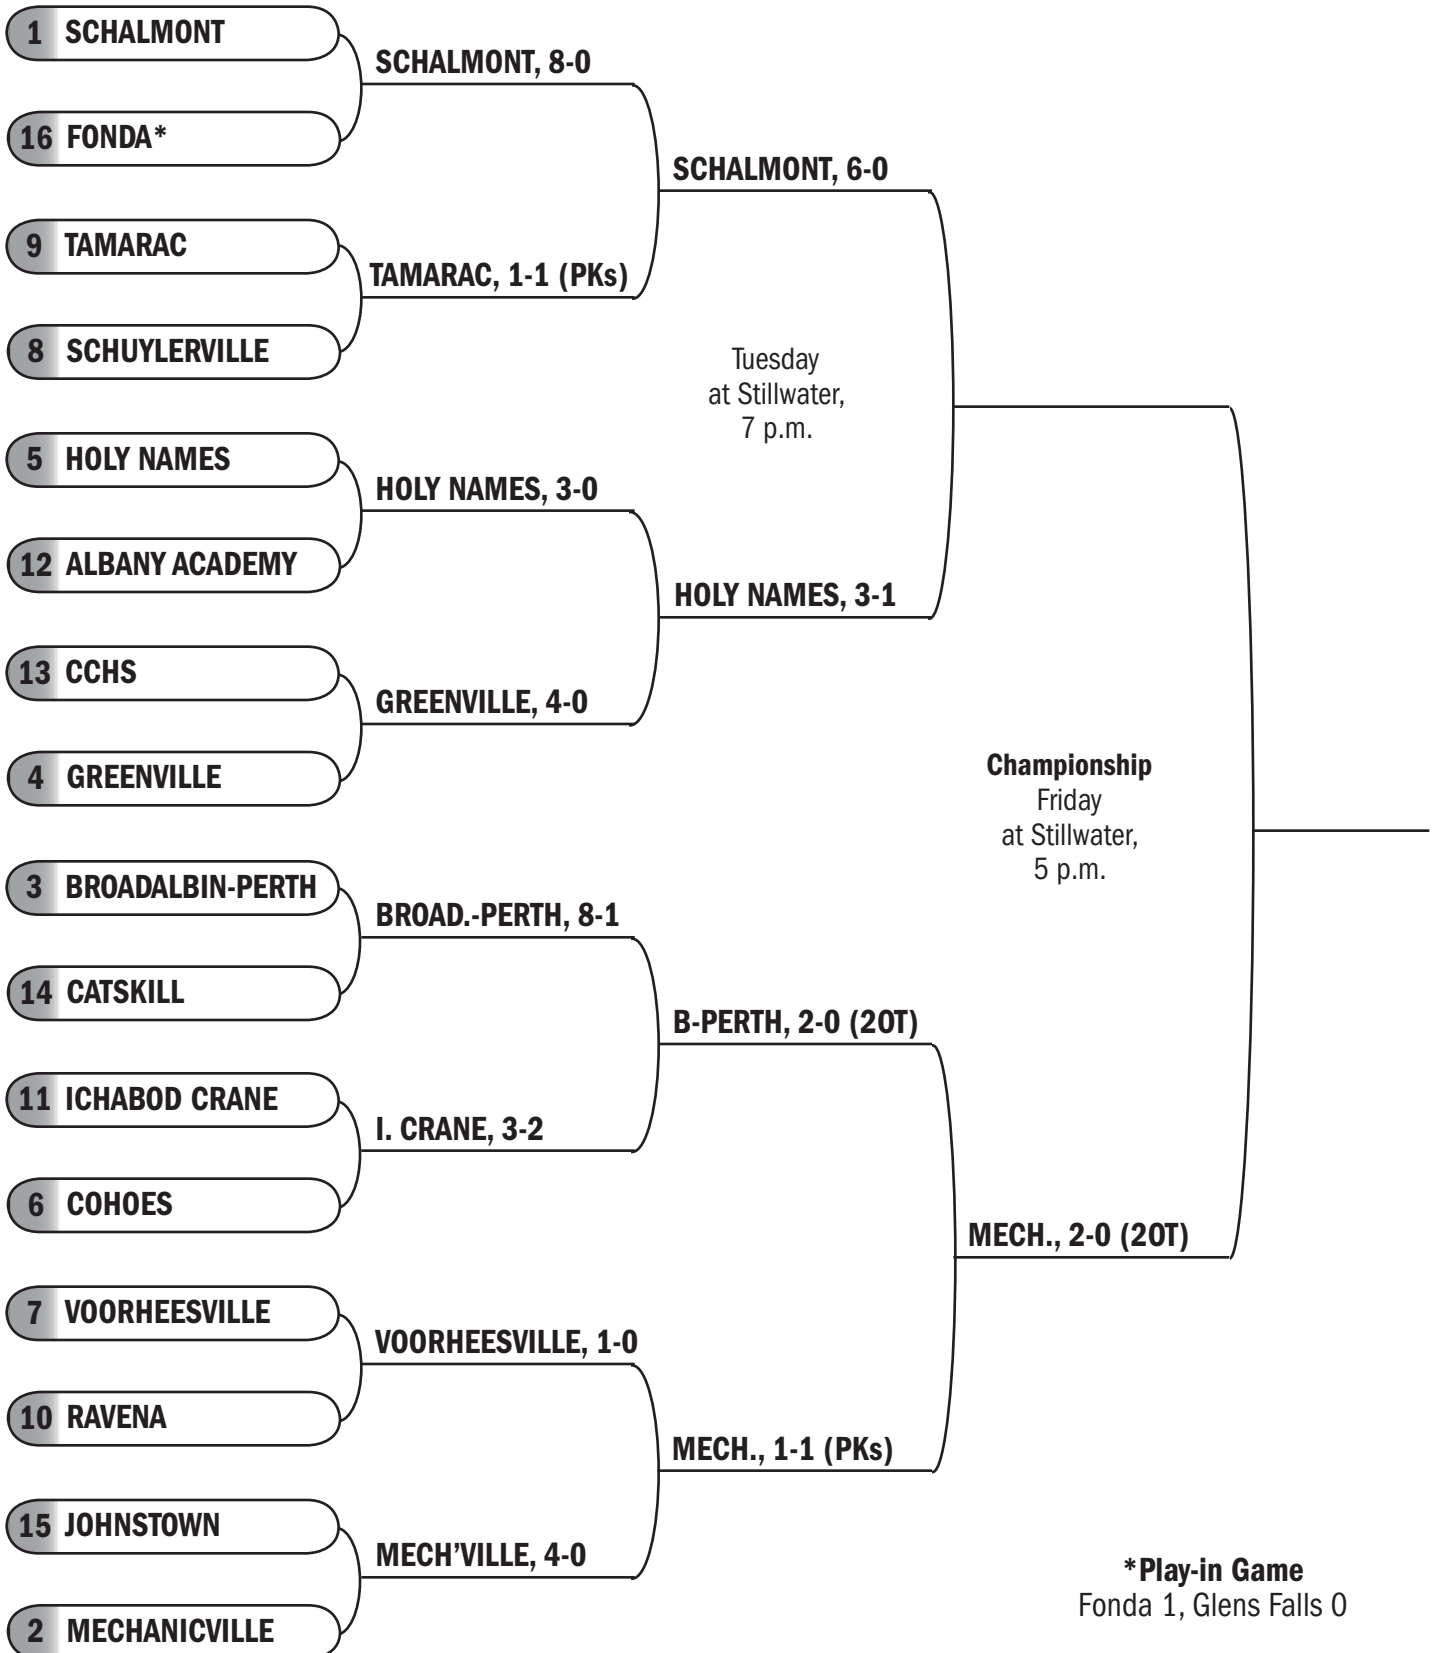 1 SCHALMONT
16 FONDA*
9 TAMARAC
8 SCHUYLERVILLE
5 HOLY NAMES
12 ALBANY ACADEMY
13 CCHS
4 GREENVILLE
3 BROADALBIN-PERTH
14 CATSKILL
11 ICHABOD CRANE
6 COHOES
7 VOORHEESVILLE
10 RAVENA
15 JOHNSTOWN
2 MECHANICVILLE
SCHALMONT, 8-0
TAMARAC, 1-1 (PKs)
HOLY NAMES, 3-0
GREENVILLE, 4-0
BROAD.-PERTH, 8-1
I. CRANE, 3-2
VOORHEESVILLE, 1-0
MECH'VILLE, 4-0
SCHALMONT, 6-0
Tuesday
at Stillwater,
7 p.m.
HOLY NAMES, 3-1
B-PERTH, 2-0 (2OT)
MECH., 1-1 (PKs)
Championship
Friday
at Stillwater,
5 p.m.
MECH., 2-0 (2OT)
*Play-in Game
Fonda 1, Glens Falls 0